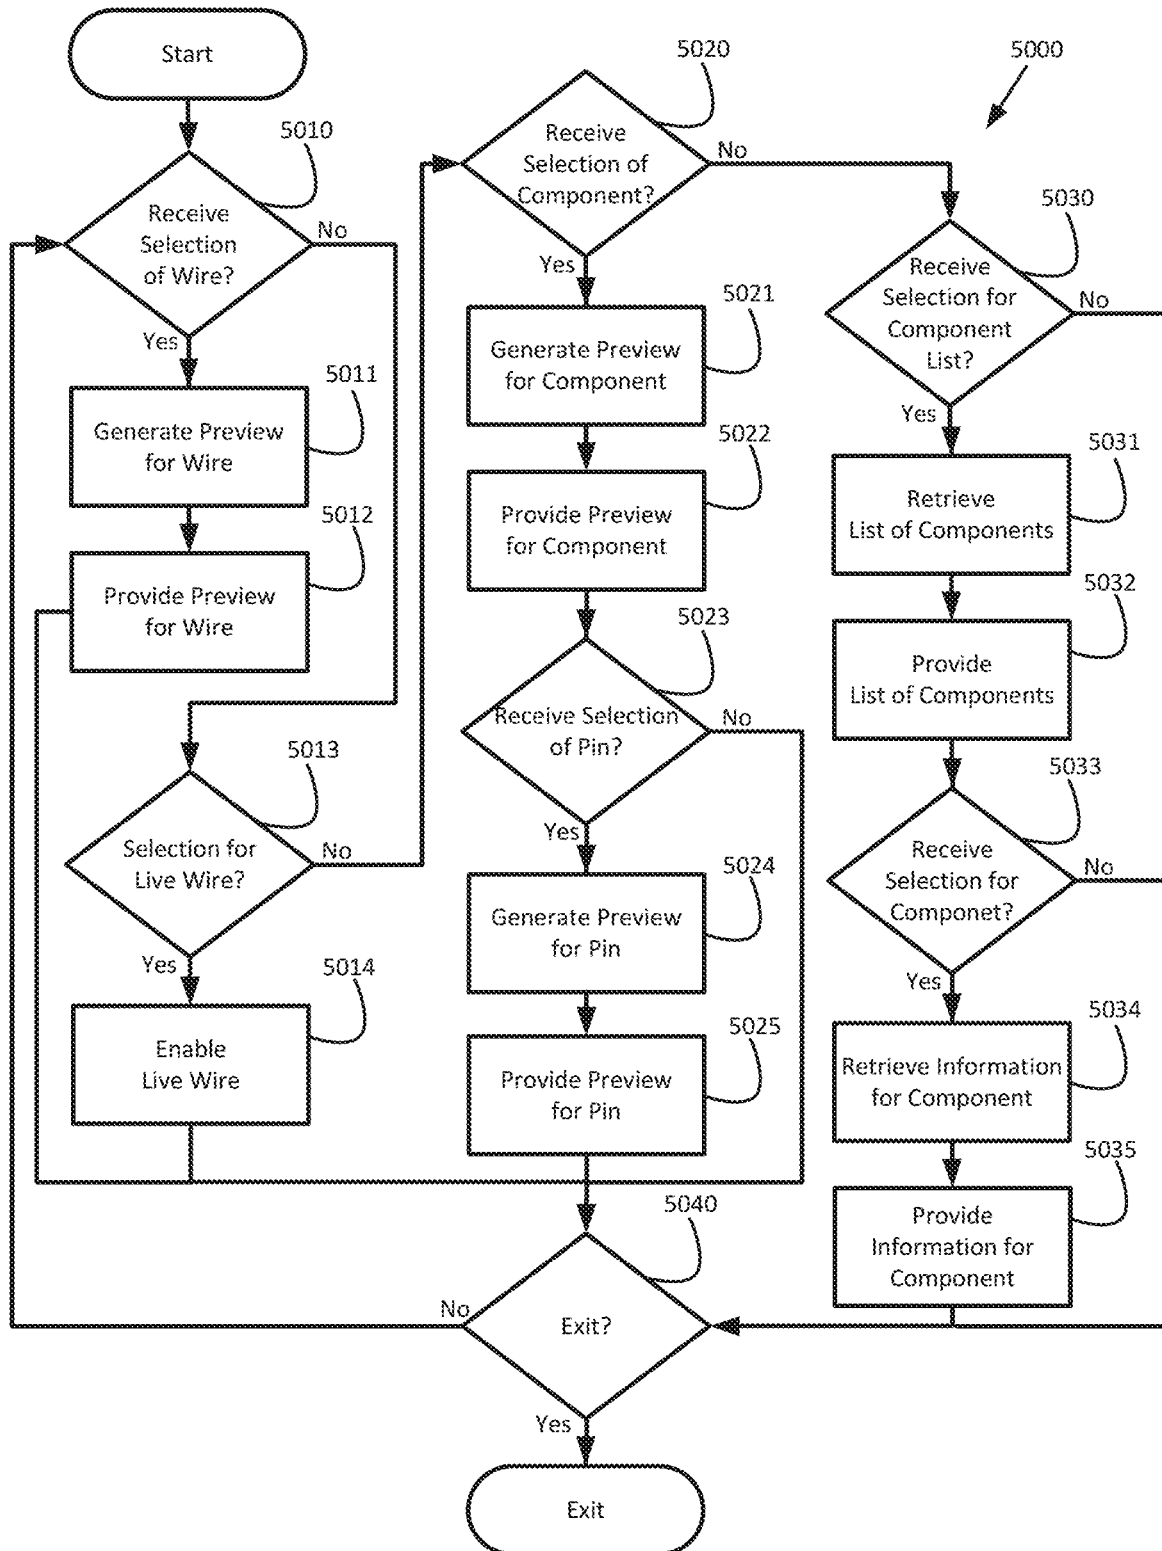 Start
5010
Receive
Selection
of Wire?
No
Yes
5011
Generate Preview
for Wire
5012
Provide Preview
for Wire
5013
Selection for
Live Wire?
No
Yes
5014
Enable
Live Wire
5020
Receive
Selection of
Component?
No
Yes
5021
Generate Preview
for Component
5022
Provide Preview
for Component
5023
Receive Selection
of Pin?
No
Yes
5024
Generate Preview
for Pin
5025
Provide Preview
for Pin
5040
Exit?
No
Yes
Exit
5000
5030
Receive
Selection for
Component
List?
No
Yes
5031
Retrieve
List of Components
5032
Provide
List of Components
5033
Receive
Selection for
Componet?
No
Yes
5034
Retrieve Information
for Component
5035
Provide
Information for
Component